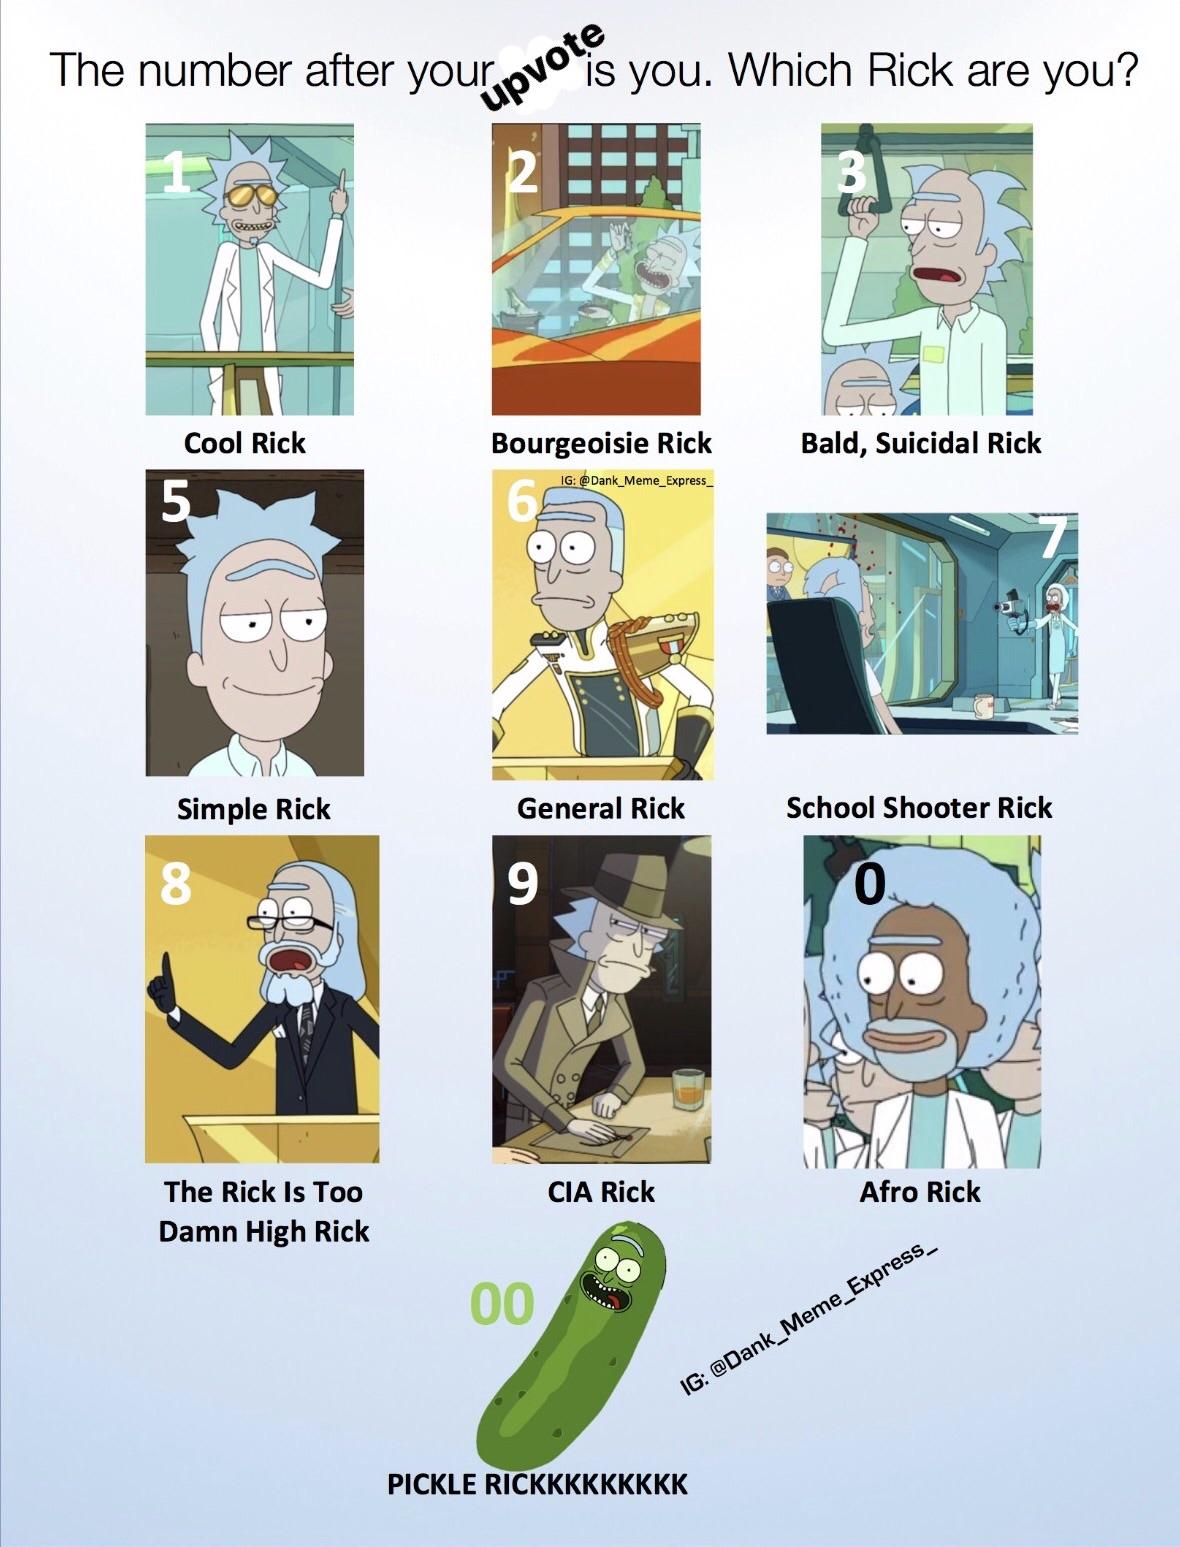 The number after your upvote is you. Which Rick are you?
1
2
3
Cool Rick
Bourgeoisie Rick
Bald, Suicidal Rick
5
6
IG: @Dank_Meme_Express_
7
Simple Rick
General Rick
School Shooter Rick
8
9
0
The Rick Is Too
Damn High Rick
CIA Rick
Afro Rick
00
IG: @Dank_Meme_Express_
PICKLE RICKKKKKKKKK